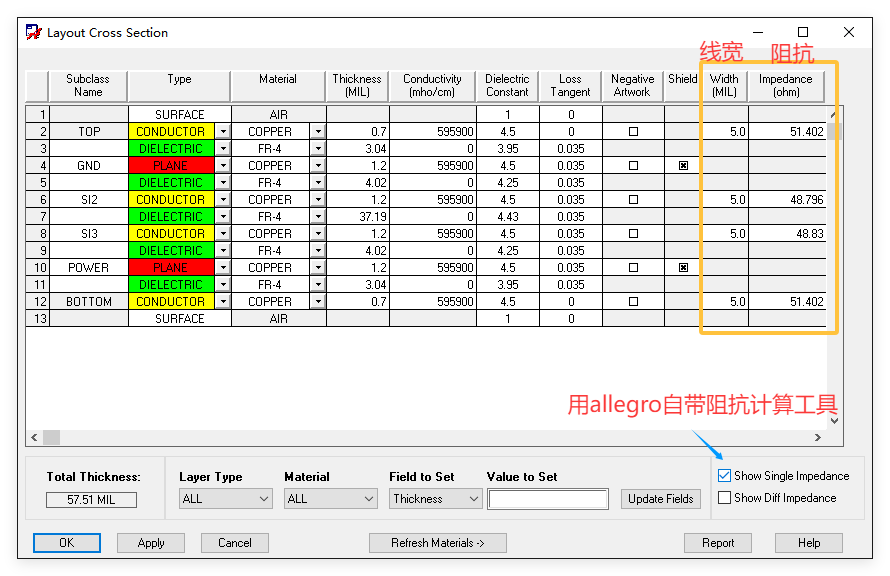 Layout Cross Section
线宽 阻抗
Subclass Name Type Material Thickness (MIL) Conductivity (mho/cm) Dielectric Constant Loss Tangent Negative Artwork Shield Width (MIL) Impedance (ohm)
1 SURFACE AIR 1 0
2 TOP CONDUCTOR COPPER 0.7 595900 4.5 0 5.0 51.402
3 DIELECTRIC FR-4 3.04 0 3.95 0.035
4 GND PLANE COPPER 1.2 595900 4.5 0.035
5 DIELECTRIC FR-4 4.02 0 4.25 0.035
6 SI2 CONDUCTOR COPPER 1.2 595900 4.5 0.035 5.0 48.796
7 DIELECTRIC FR-4 37.19 0 4.43 0.035
8 SI3 CONDUCTOR COPPER 1.2 595900 4.5 0.035 5.0 48.83
9 DIELECTRIC FR-4 4.02 0 4.25 0.035
10 POWER PLANE COPPER 1.2 595900 4.5 0.035
11 DIELECTRIC FR-4 3.04 0 3.95 0.035
12 BOTTOM CONDUCTOR COPPER 0.7 595900 4.5 0 5.0 51.402
13 SURFACE AIR 1 0
用allegro自带阻抗计算工具
Total Thickness: Layer Type Material Field to Set Value to Set Show Single Impedance
57.51 MIL ALL ALL Thickness Update Fields Show Diff Impedance
OK Apply Cancel Refresh Materials -> Report Help